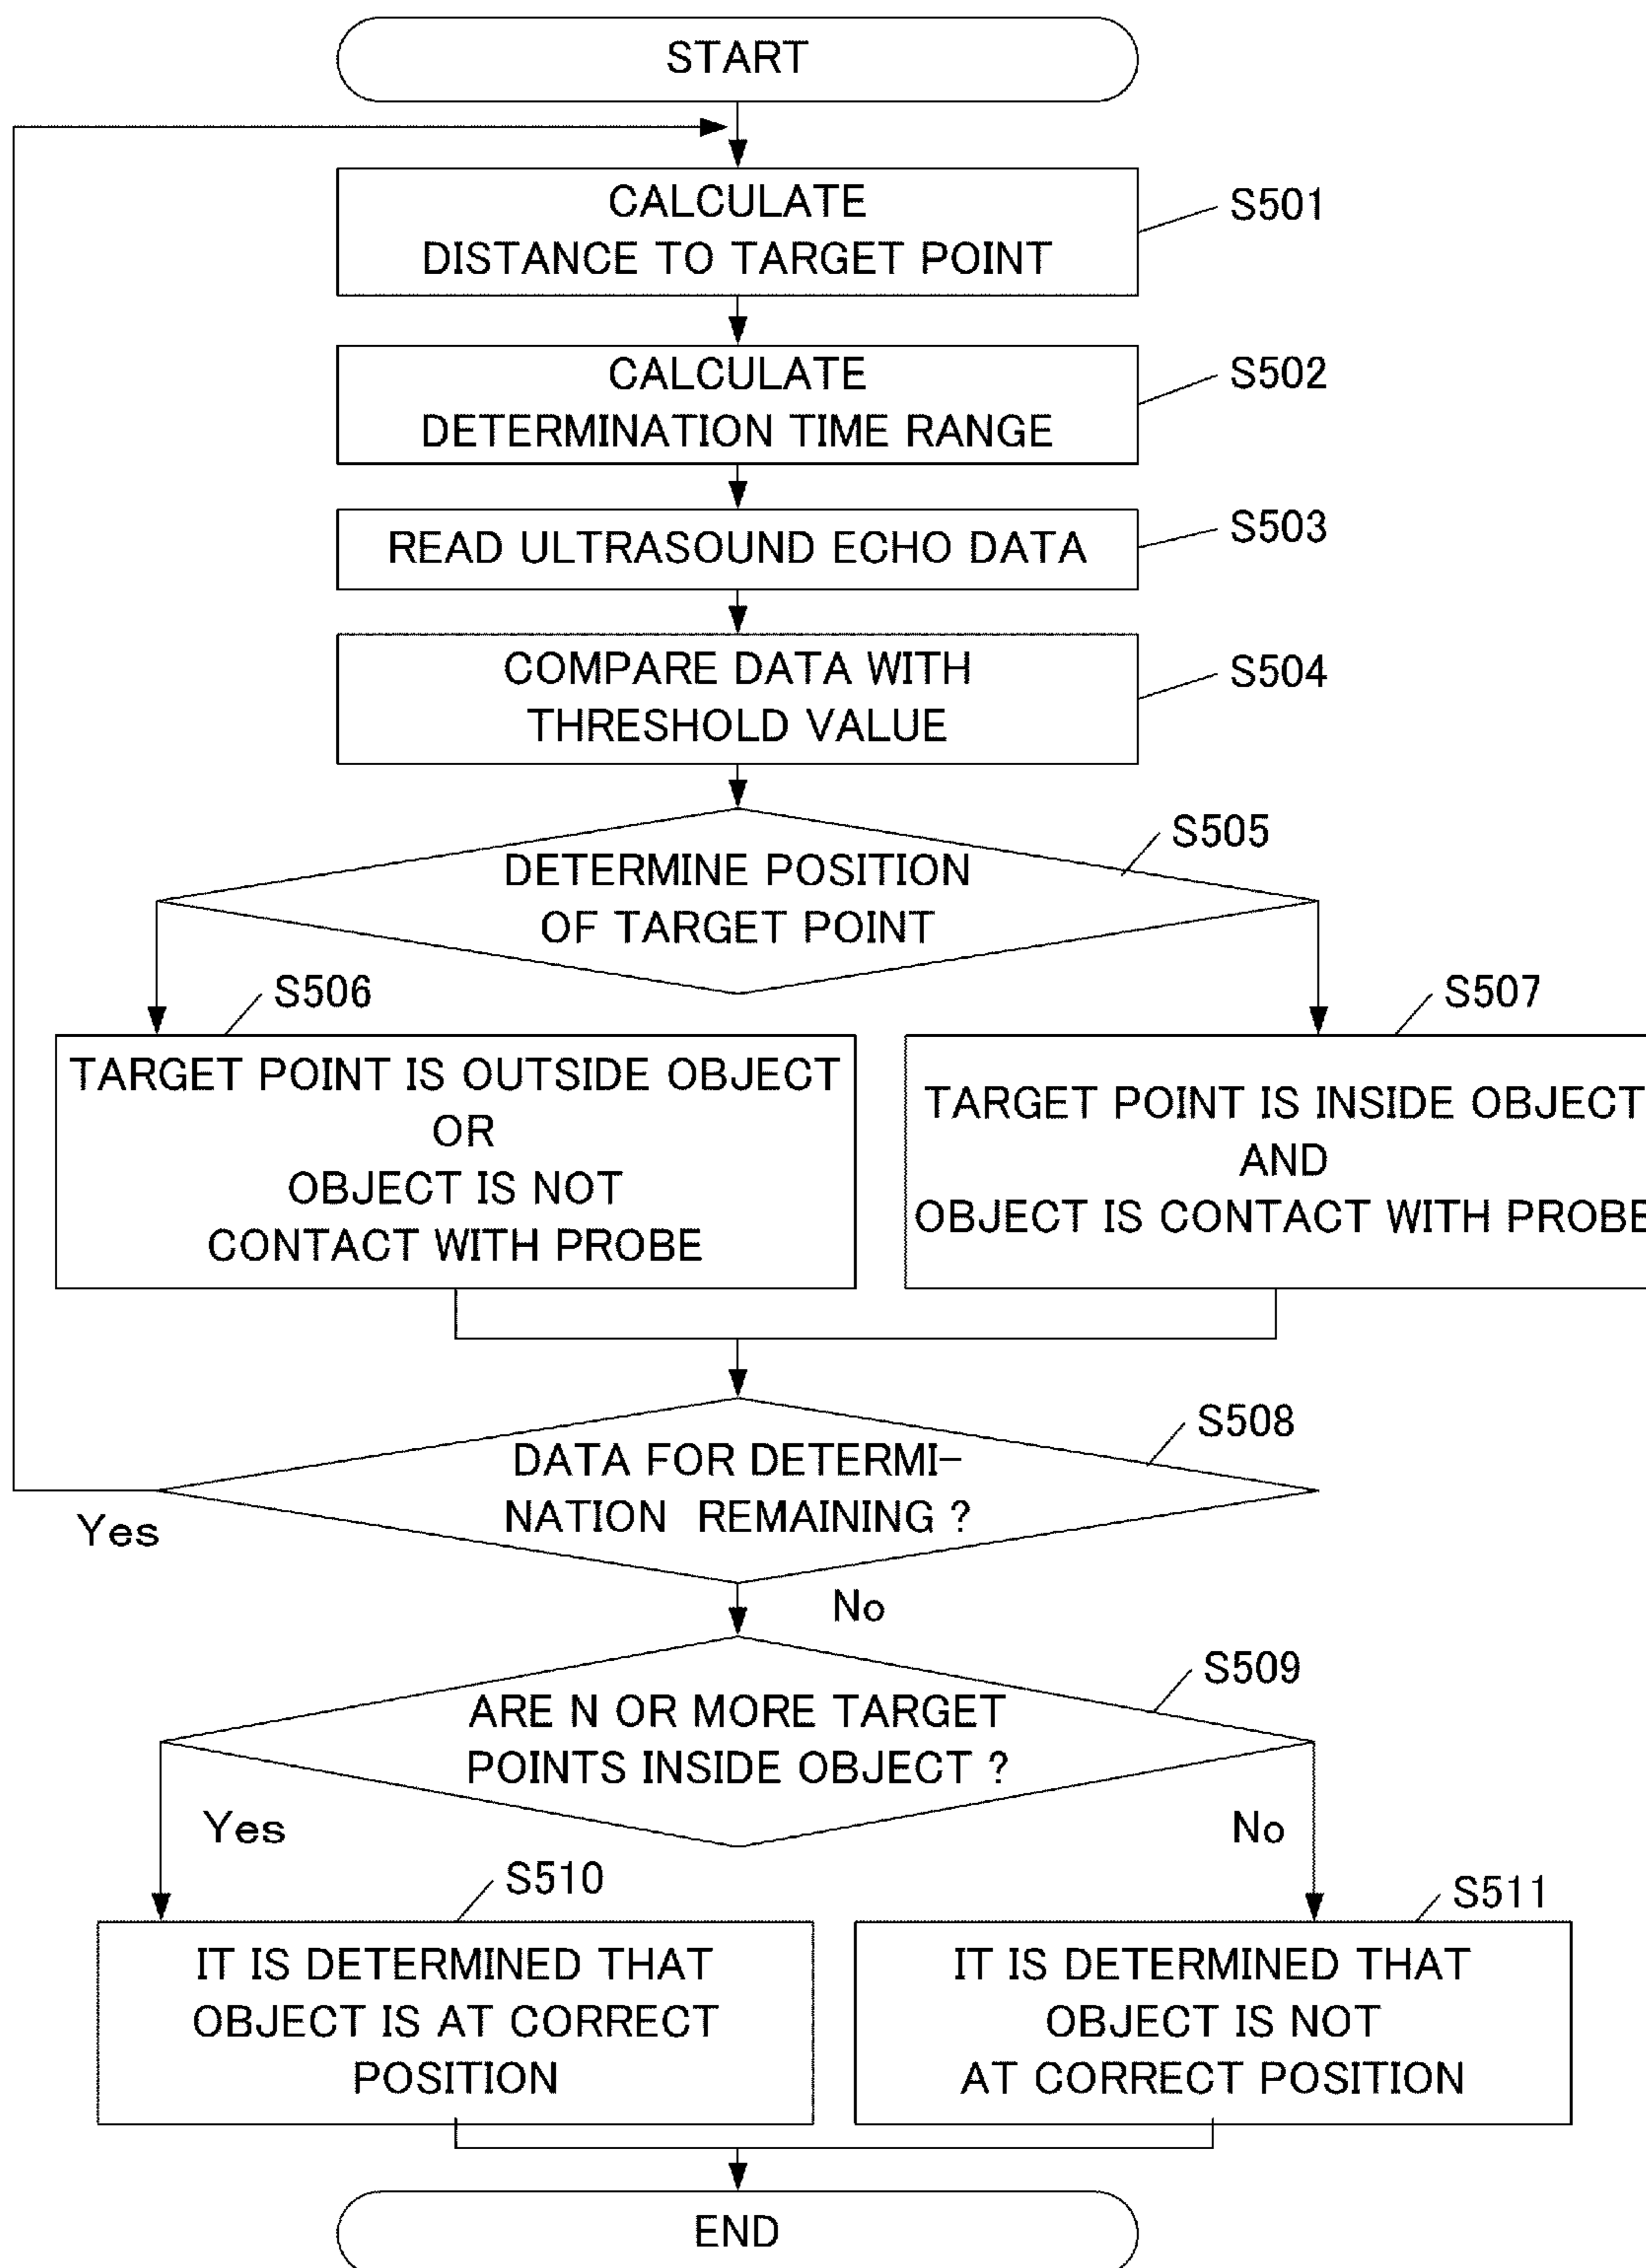 START
CALCULATE
DISTANCE TO TARGET POINT
S501
CALCULATE
DETERMINATION TIME RANGE
S502
READ ULTRASOUND ECHO DATA
S503
COMPARE DATA WITH
THRESHOLD VALUE
S504
DETERMINE POSITION
OF TARGET POINT
S505
S506
TARGET POINT IS OUTSIDE OBJECT
OR
OBJECT IS NOT
CONTACT WITH PROBE
S507
TARGET POINT IS INSIDE OBJECT
AND
OBJECT IS CONTACT WITH PROBE
S508
DATA FOR DETERMI-
NATION REMAINING ?
Yes
No
S509
ARE N OR MORE TARGET
POINTS INSIDE OBJECT ?
Yes
No
S510
IT IS DETERMINED THAT
OBJECT IS AT CORRECT
POSITION
S511
IT IS DETERMINED THAT
OBJECT IS NOT
AT CORRECT POSITION
END